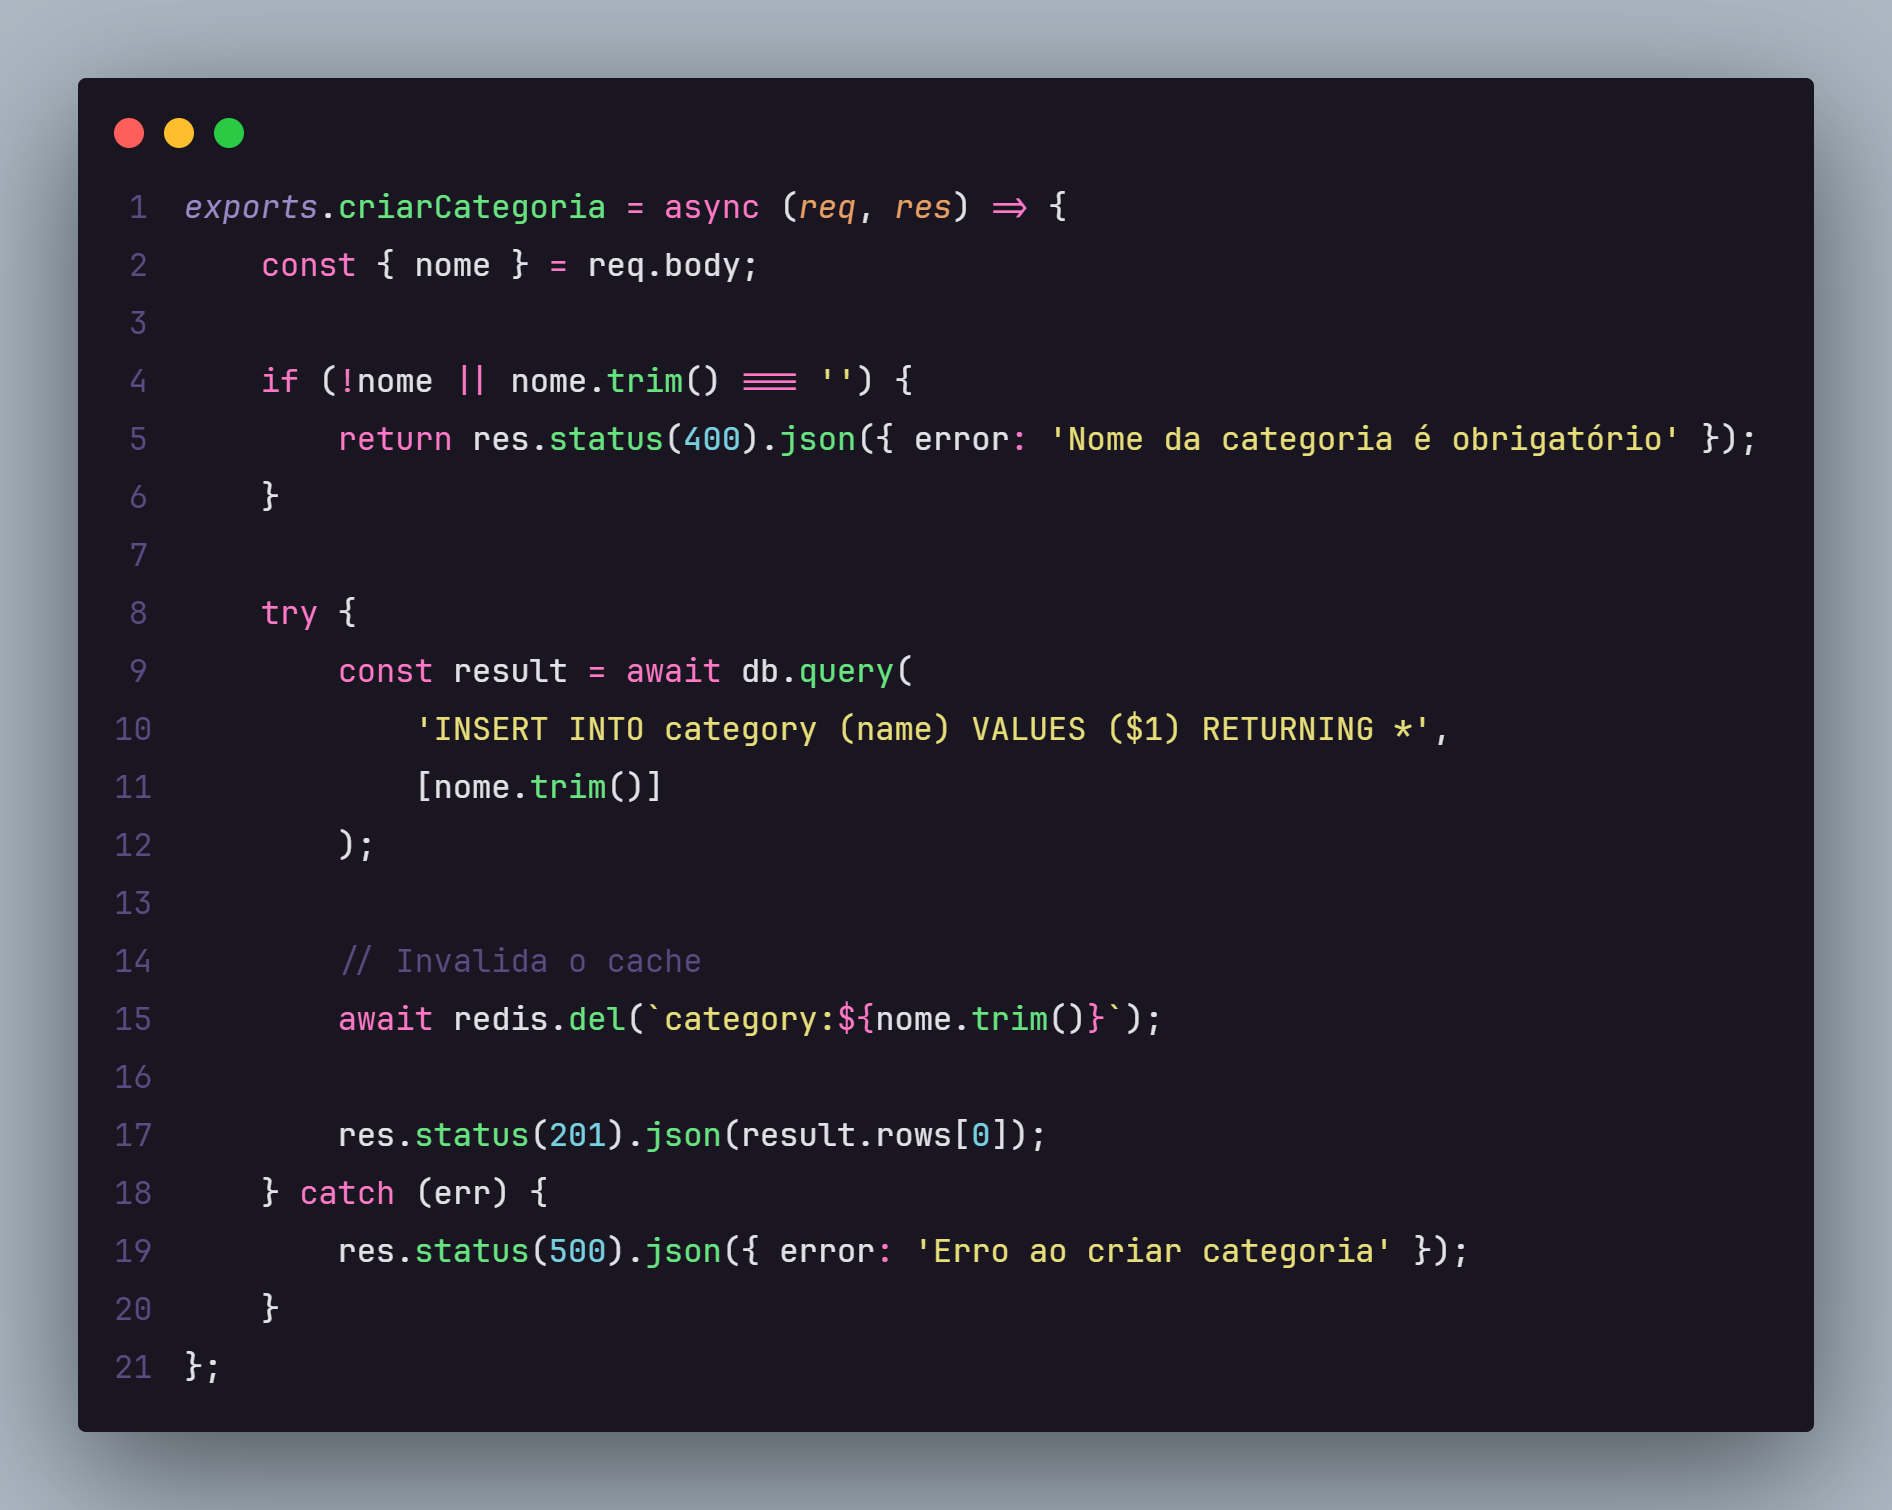 1 exports.criarCategoria = async (req, res) => {
2     const { nome } = req.body;
3
4     if (!nome || nome.trim() === '') {
5         return res.status(400).json({ error: 'Nome da categoria é obrigatório' });
6     }
7
8     try {
9         const result = await db.query(
10             'INSERT INTO category (name) VALUES ($1) RETURNING *',
11             [nome.trim()]
12         );
13
14         // Invalida o cache
15         await redis.del(`category:${nome.trim()}`);
16
17         res.status(201).json(result.rows[0]);
18     } catch (err) {
19         res.status(500).json({ error: 'Erro ao criar categoria' });
20     }
21 };